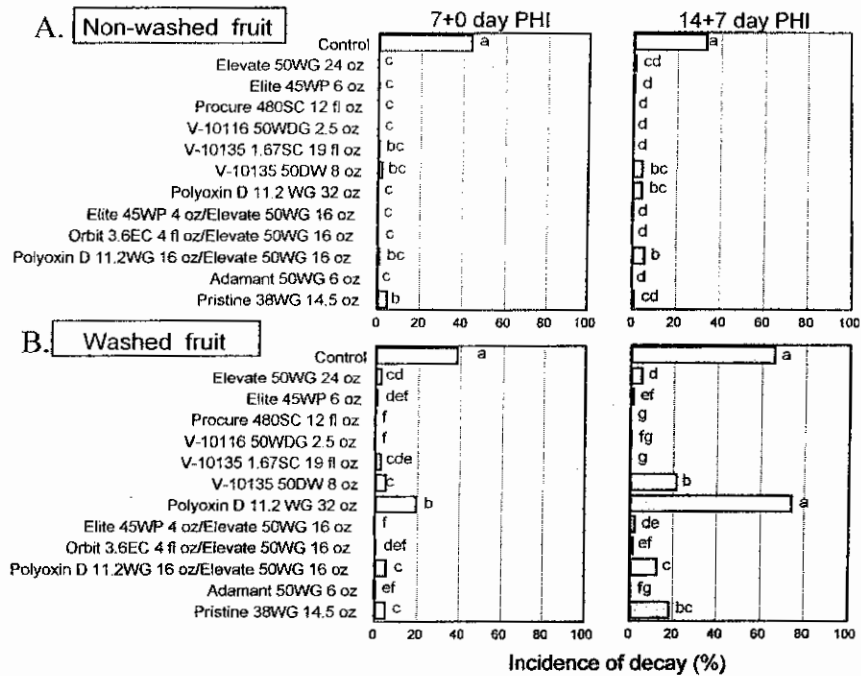 A. Non-washed fruit
7+0 day PHI
14+7 day PHI
Control a a
Elevate 50WG 24 oz c cd
Elite 45WP 6 oz c d
Procure 480SC 12 fl oz c d
V-10116 50WDG 2.5 oz c d
V-10135 1.67SC 19 fl oz bc d
V-10135 50DW 8 oz bc bc
Polyoxin D 11.2 WG 32 oz c bc
Elite 45WP 4 oz/Elevate 50WG 16 oz c d
Orbit 3.6EC 4 fl oz/Elevate 50WG 16 oz c d
Polyoxin D 11.2WG 16 oz/Elevate 50WG 16 oz bc b
Adamant 50WG 6 oz c d
Pristine 38WG 14.5 oz b cd
0 20 40 60 80 100 0 20 40 60 80 100
B. Washed fruit
Control a a
Elevate 50WG 24 oz cd d
Elite 45WP 6 oz def ef
Procure 480SC 12 fl oz f g
V-10116 50WDG 2.5 oz f fg
V-10135 1.67SC 19 fl oz cde g
V-10135 50DW 8 oz c b
Polyoxin D 11.2 WG 32 oz b a
Elite 45WP 4 oz/Elevate 50WG 16 oz f de
Orbit 3.6EC 4 fl oz/Elevate 50WG 16 oz def ef
Polyoxin D 11.2WG 16 oz/Elevate 50WG 16 oz c c
Adamant 50WG 6 oz ef fg
Pristine 38WG 14.5 oz c bc
0 20 40 60 80 100 0 20 40 60 80 100
Incidence of decay (%)